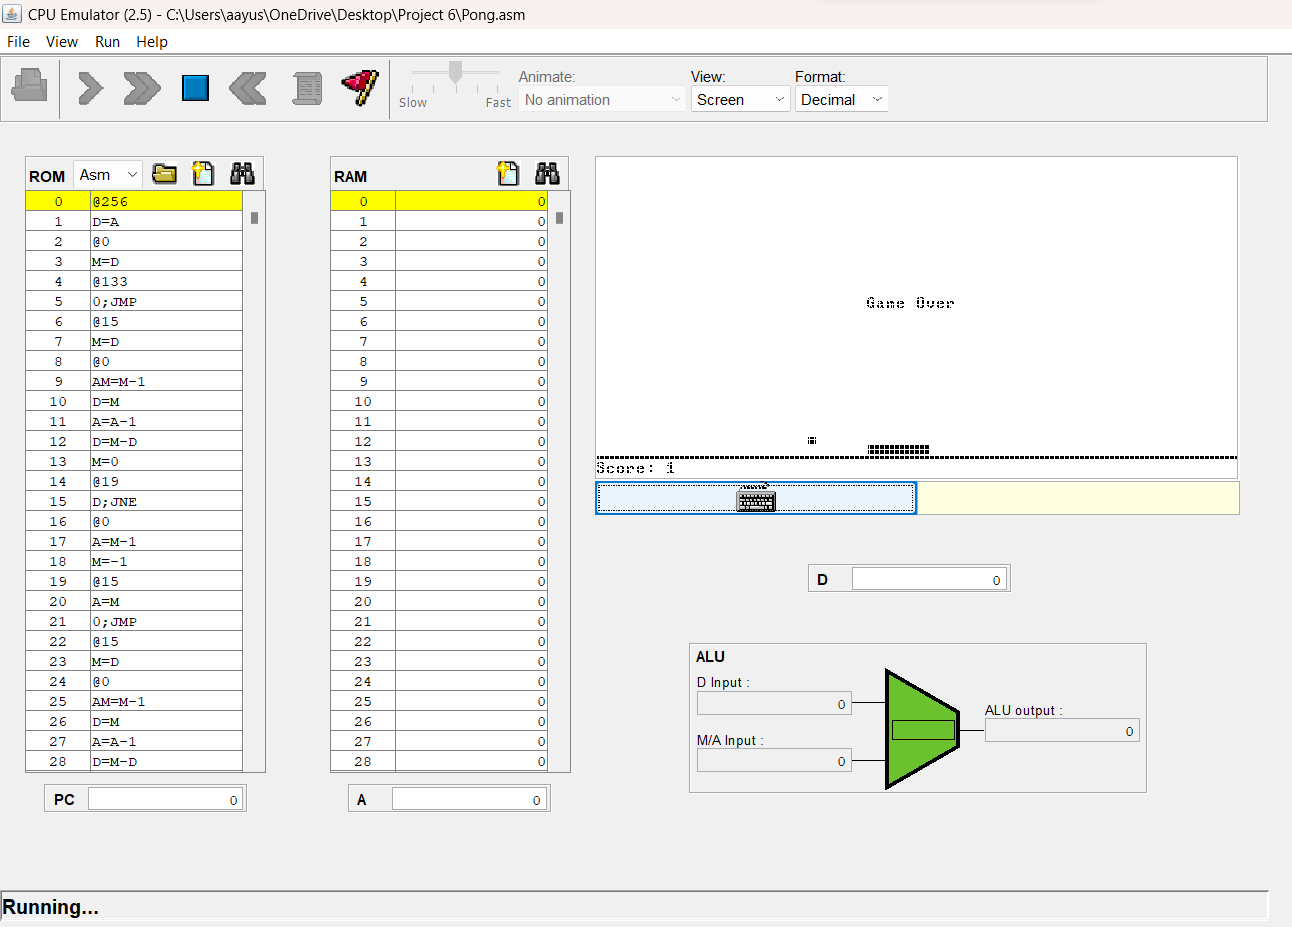 CPU Emulator (2.5) - C:\Users\aayus\OneDrive\Desktop\Project 6\Pong.asm
File View Run Help
Slow Fast
Animate:
No animation
View:
Screen
Format:
Decimal
ROM Asm
0 @256
1 D=A
2 @0
3 M=D
4 @133
5 0;JMP
6 @15
7 M=D
8 @0
9 AM=M-1
10 D=M
11 A=A-1
12 D=M-D
13 M=0
14 @19
15 D;JNE
16 @0
17 A=M-1
18 M=-1
19 @15
20 A=M
21 0;JMP
22 @15
23 M=D
24 @0
25 AM=M-1
26 D=M
27 A=A-1
28 D=M-D
PC 0
RAM
0 0
1 0
2 0
3 0
4 0
5 0
6 0
7 0
8 0
9 0
10 0
11 0
12 0
13 0
14 0
15 0
16 0
17 0
18 0
19 0
20 0
21 0
22 0
23 0
24 0
25 0
26 0
27 0
28 0
A 0
Game Over
Score: 1
D 0
ALU
D Input :
0
M/A Input :
0
ALU output :
0
Running...